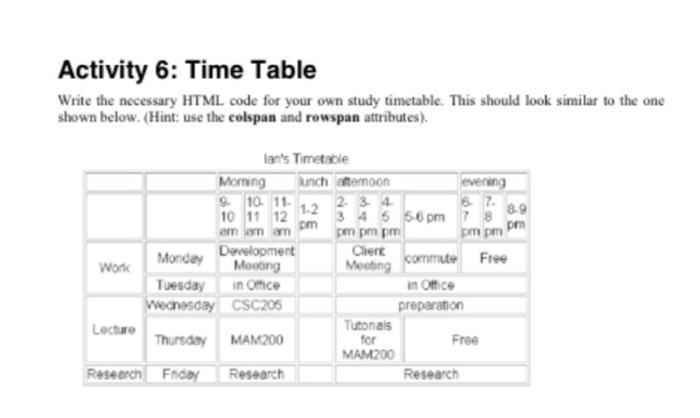 Activity 6: Time Table
Write the necessary HTML code for your own study timetable. This should look similar to the one
shown below. (Hint: use the colspan and rowspan attributes).
Ian's Timetable
Morning lunch afternoon evening
9- 10- 11- 1-2 2- 3- 4- 5-6 pm 6- 7- 8-9
10 11 12 pm 3 4 5 7 8 pm
am am am pm pm pm pm pm
Work Monday Development Client commute Free
Meeting Meeting
Tuesday in Office in Office
Lecture Wednesday CSC205 preparation
Thursday MAM200 Tutorials Free
for
MAM200
Research Friday Research Research